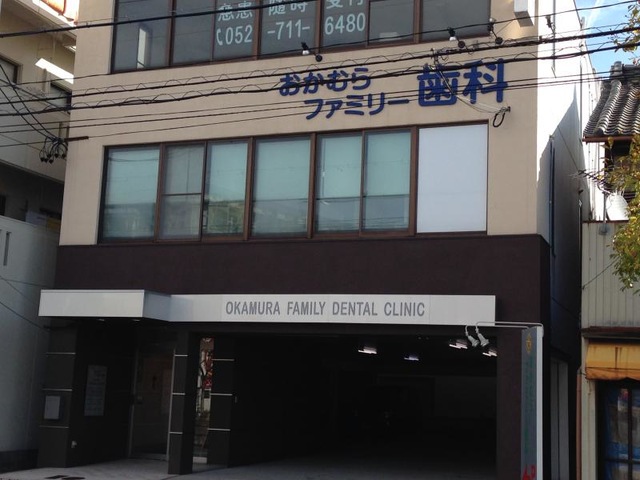 急患 随時 受付
052-711-6480
おかむら
ファミリー 歯科
OKAMURA FAMILY DENTAL CLINIC